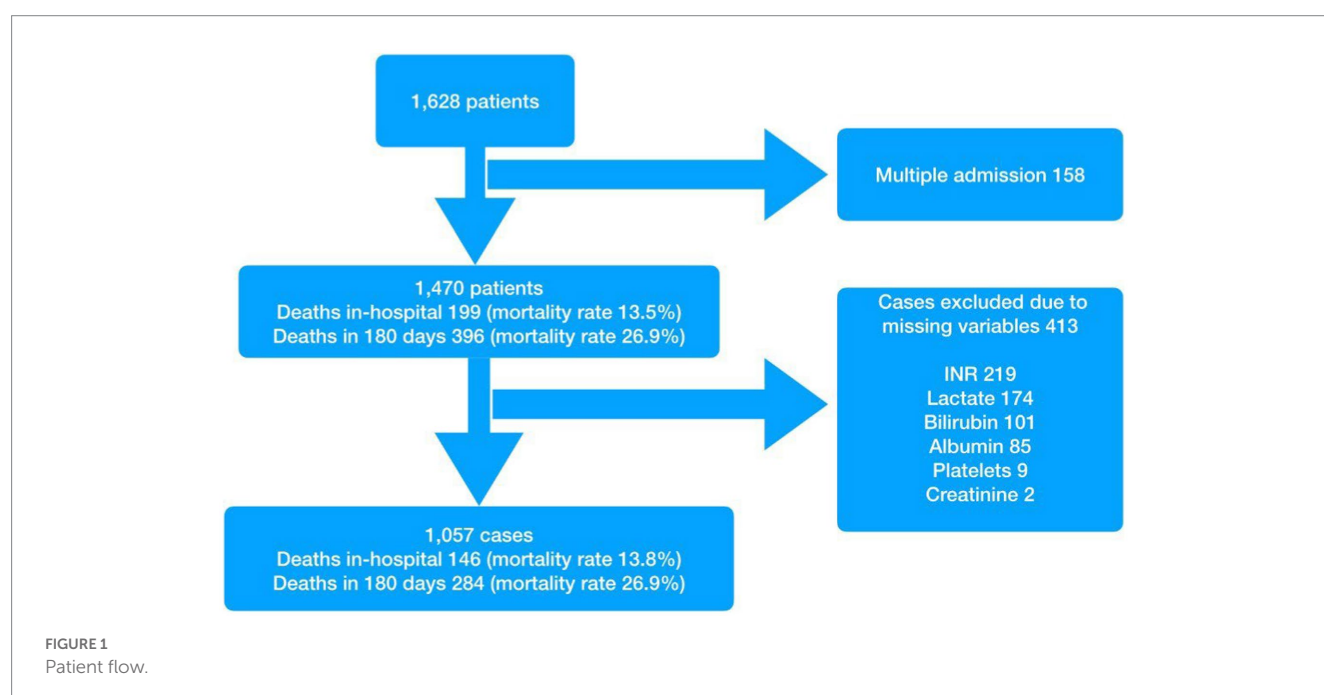 1,628 patients
Multiple admission 158
1,470 patients
Deaths in-hospital 199 (mortality rate 13.5%)
Deaths in 180 days 396 (mortality rate 26.9%)
Cases excluded due to
missing variables 413
INR 219
Lactate 174
Bilirubin 101
Albumin 85
Platelets 9
Creatinine 2
1,057 cases
Deaths in-hospital 146 (mortality rate 13.8%)
Deaths in 180 days 284 (mortality rate 26.9%)
FIGURE 1
Patient flow.